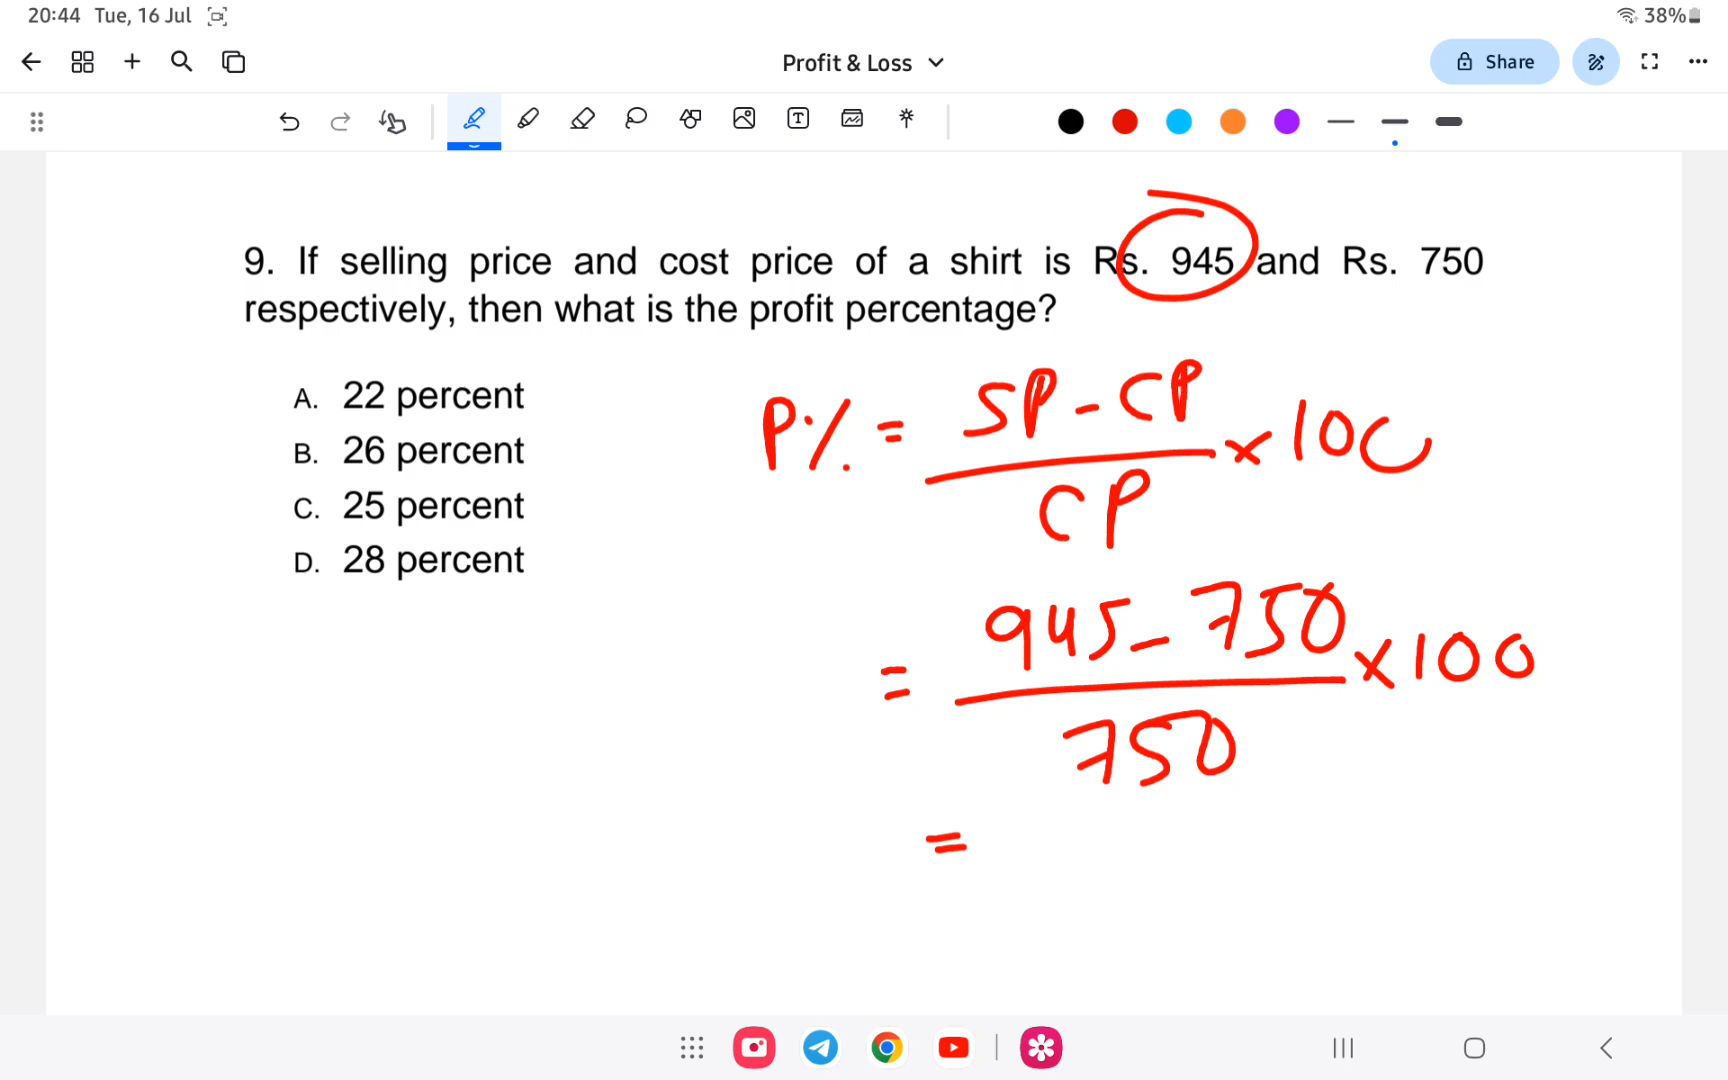 20:44 Tue, 16 Jul 38%
Profit & Loss
Share
9. If selling price and cost price of a shirt is Rs. 945 and Rs. 750
respectively, then what is the profit percentage?
A. 22 percent
B. 26 percent
C. 25 percent
D. 28 percent
P% = SP - CP / CP × 100
= 945 - 750 / 750 × 100
=